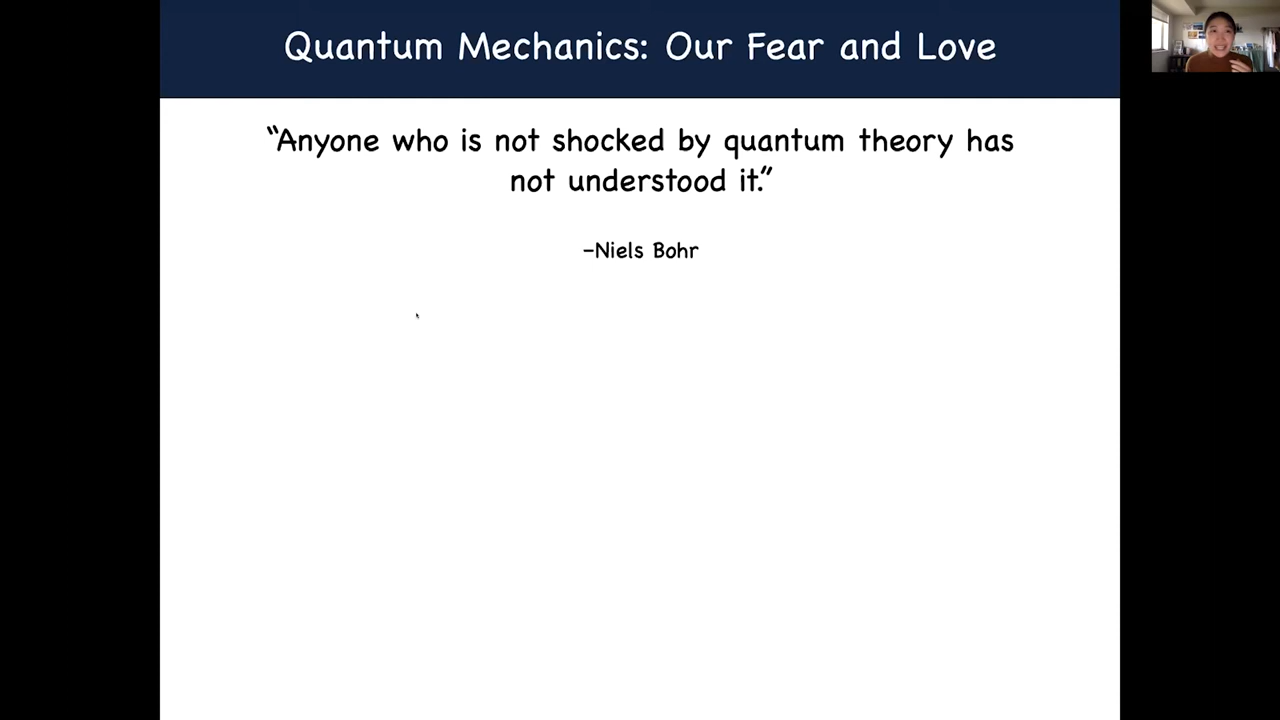 Quantum Mechanics: Our Fear and Love
“Anyone who is not shocked by quantum theory has
not understood it.”
–Niels Bohr